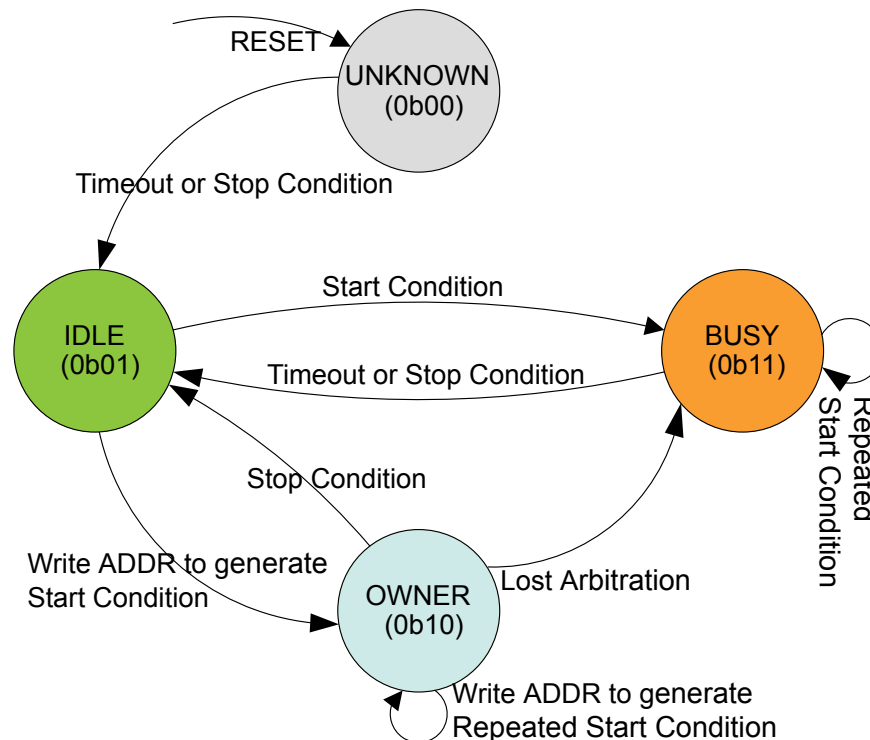 RESET
UNKNOWN
(0b00)
Timeout or Stop Condition
Start Condition
IDLE
(0b01)
BUSY
(0b11)
Timeout or Stop Condition
Repeated
Start Condition
Stop Condition
Write ADDR to generate
Start Condition
Lost Arbitration
OWNER
(0b10)
Write ADDR to generate
Repeated Start Condition